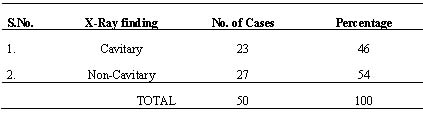 S.No. X-Ray finding No. of Cases Percentage
1. Cavitary 23 46
2. Non-Cavitary 27 54
TOTAL 50 100